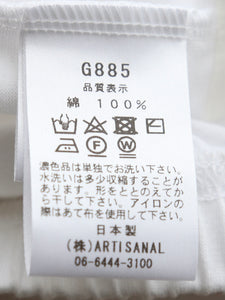 G885
品質表示
綿 100%
濃色品は単独でお洗い下さい。
水洗いは多少収縮することが
あります。形をととのえてか
ら干して下さい。アイロンの
際はあて布を使用して下さい。
日本製
(株)ARTISANAL
06-6444-3100